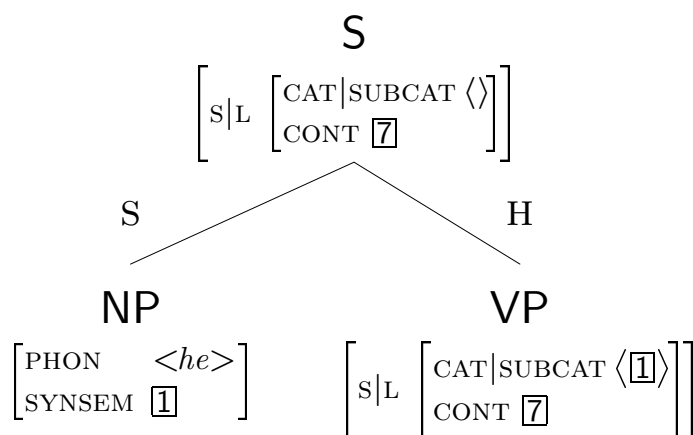 S
S|L CAT|SUBCAT ⟨⟩
CONT 7
S H
NP VP
PHON <he>
SYNSEM 1
S|L CAT|SUBCAT ⟨1⟩
CONT 7